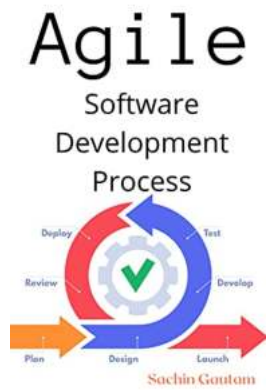 Agile
Software
Development
Process
Deploy
Test
Review
Develop
Plan
Design
Launch
Sachin Gautam